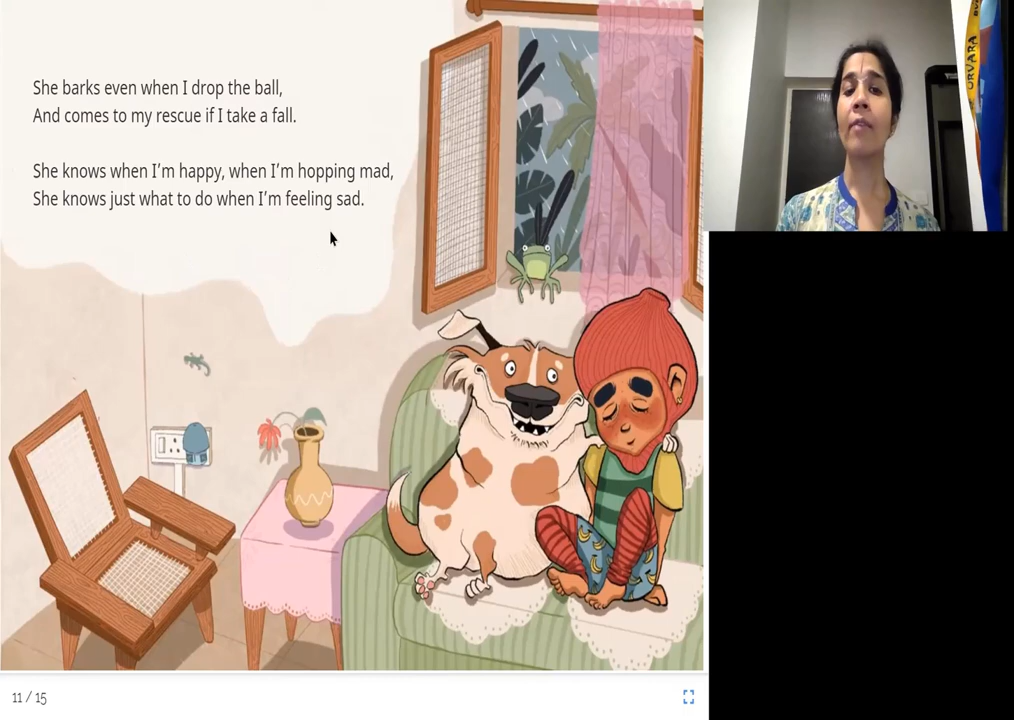 She barks even when I drop the ball,
And comes to my rescue if I take a fall.
She knows when I'm happy, when I'm hopping mad,
She knows just what to do when I'm feeling sad.
11 / 15
URVARA